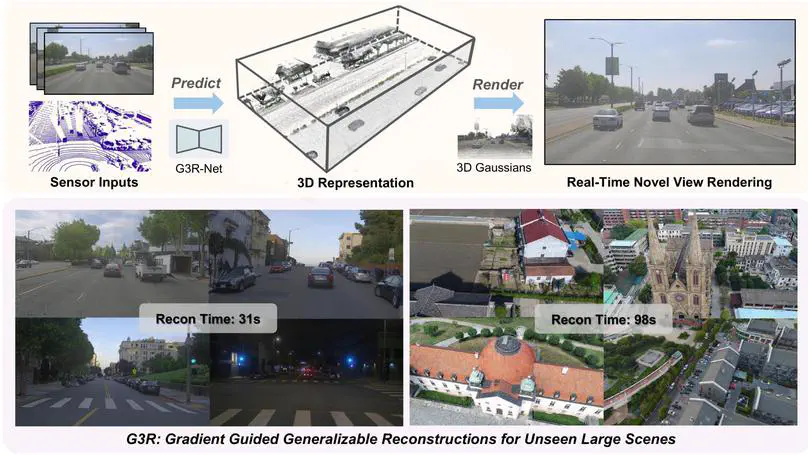 Predict
Render
G3R-Net
3D Gaussians
Sensor Inputs
3D Representation
Real-Time Novel View Rendering
Recon Time: 31s
Recon Time: 98s
G3R: Gradient Guided Generalizable Reconstructions for Unseen Large Scenes